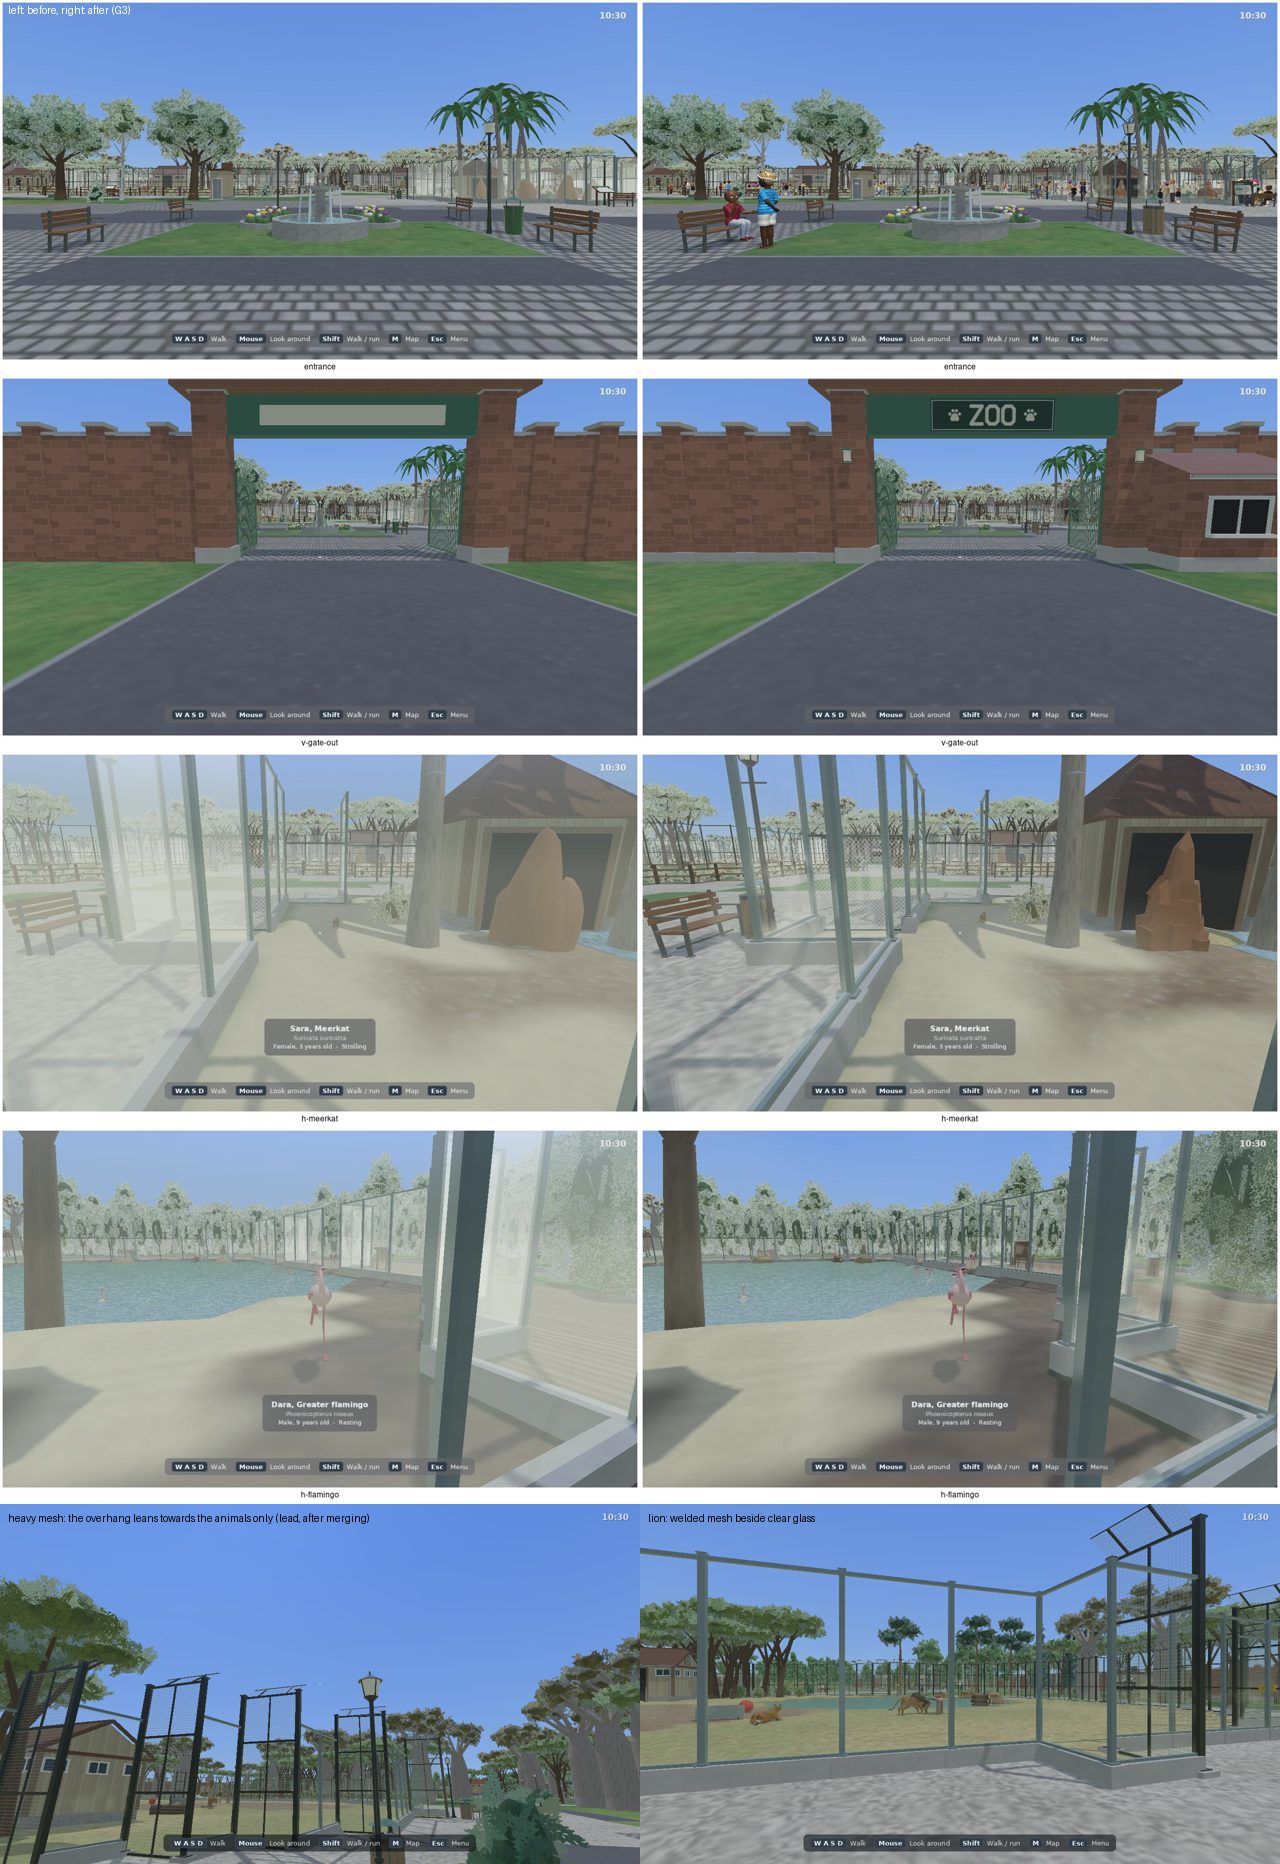 left: before, right: after (G3)
10:30
10:30
W A S D Walk Mouse Look around Shift Walk / run M Map Esc Menu
W A S D Walk Mouse Look around Shift Walk / run M Map Esc Menu
entrance
entrance
10:30
10:30
ZOO
W A S D Walk Mouse Look around Shift Walk / run M Map Esc Menu
W A S D Walk Mouse Look around Shift Walk / run M Map Esc Menu
v-gate-out
v-gate-out
10:30
10:30
Sara, Meerkat
Suricata suricatta
Female, 3 years old - Strolling
Sara, Meerkat
Suricata suricatta
Female, 3 years old - Strolling
W A S D Walk Mouse Look around Shift Walk / run M Map Esc Menu
W A S D Walk Mouse Look around Shift Walk / run M Map Esc Menu
h-meerkat
h-meerkat
10:30
10:30
Dara, Greater flamingo
Phoenicopterus roseus
Male, 9 years old - Resting
Dara, Greater flamingo
Phoenicopterus roseus
Male, 9 years old - Resting
W A S D Walk Mouse Look around Shift Walk / run M Map Esc Menu
W A S D Walk Mouse Look around Shift Walk / run M Map Esc Menu
h-flamingo
h-flamingo
heavy mesh: the overhang leans towards the animals only (lead, after merging)
10:30
lion: welded mesh beside clear glass
10:30
W A S D Walk Mouse Look around Shift Walk / run M Map Esc Menu
W A S D Walk Mouse Look around Shift Walk / run M Map Esc Menu